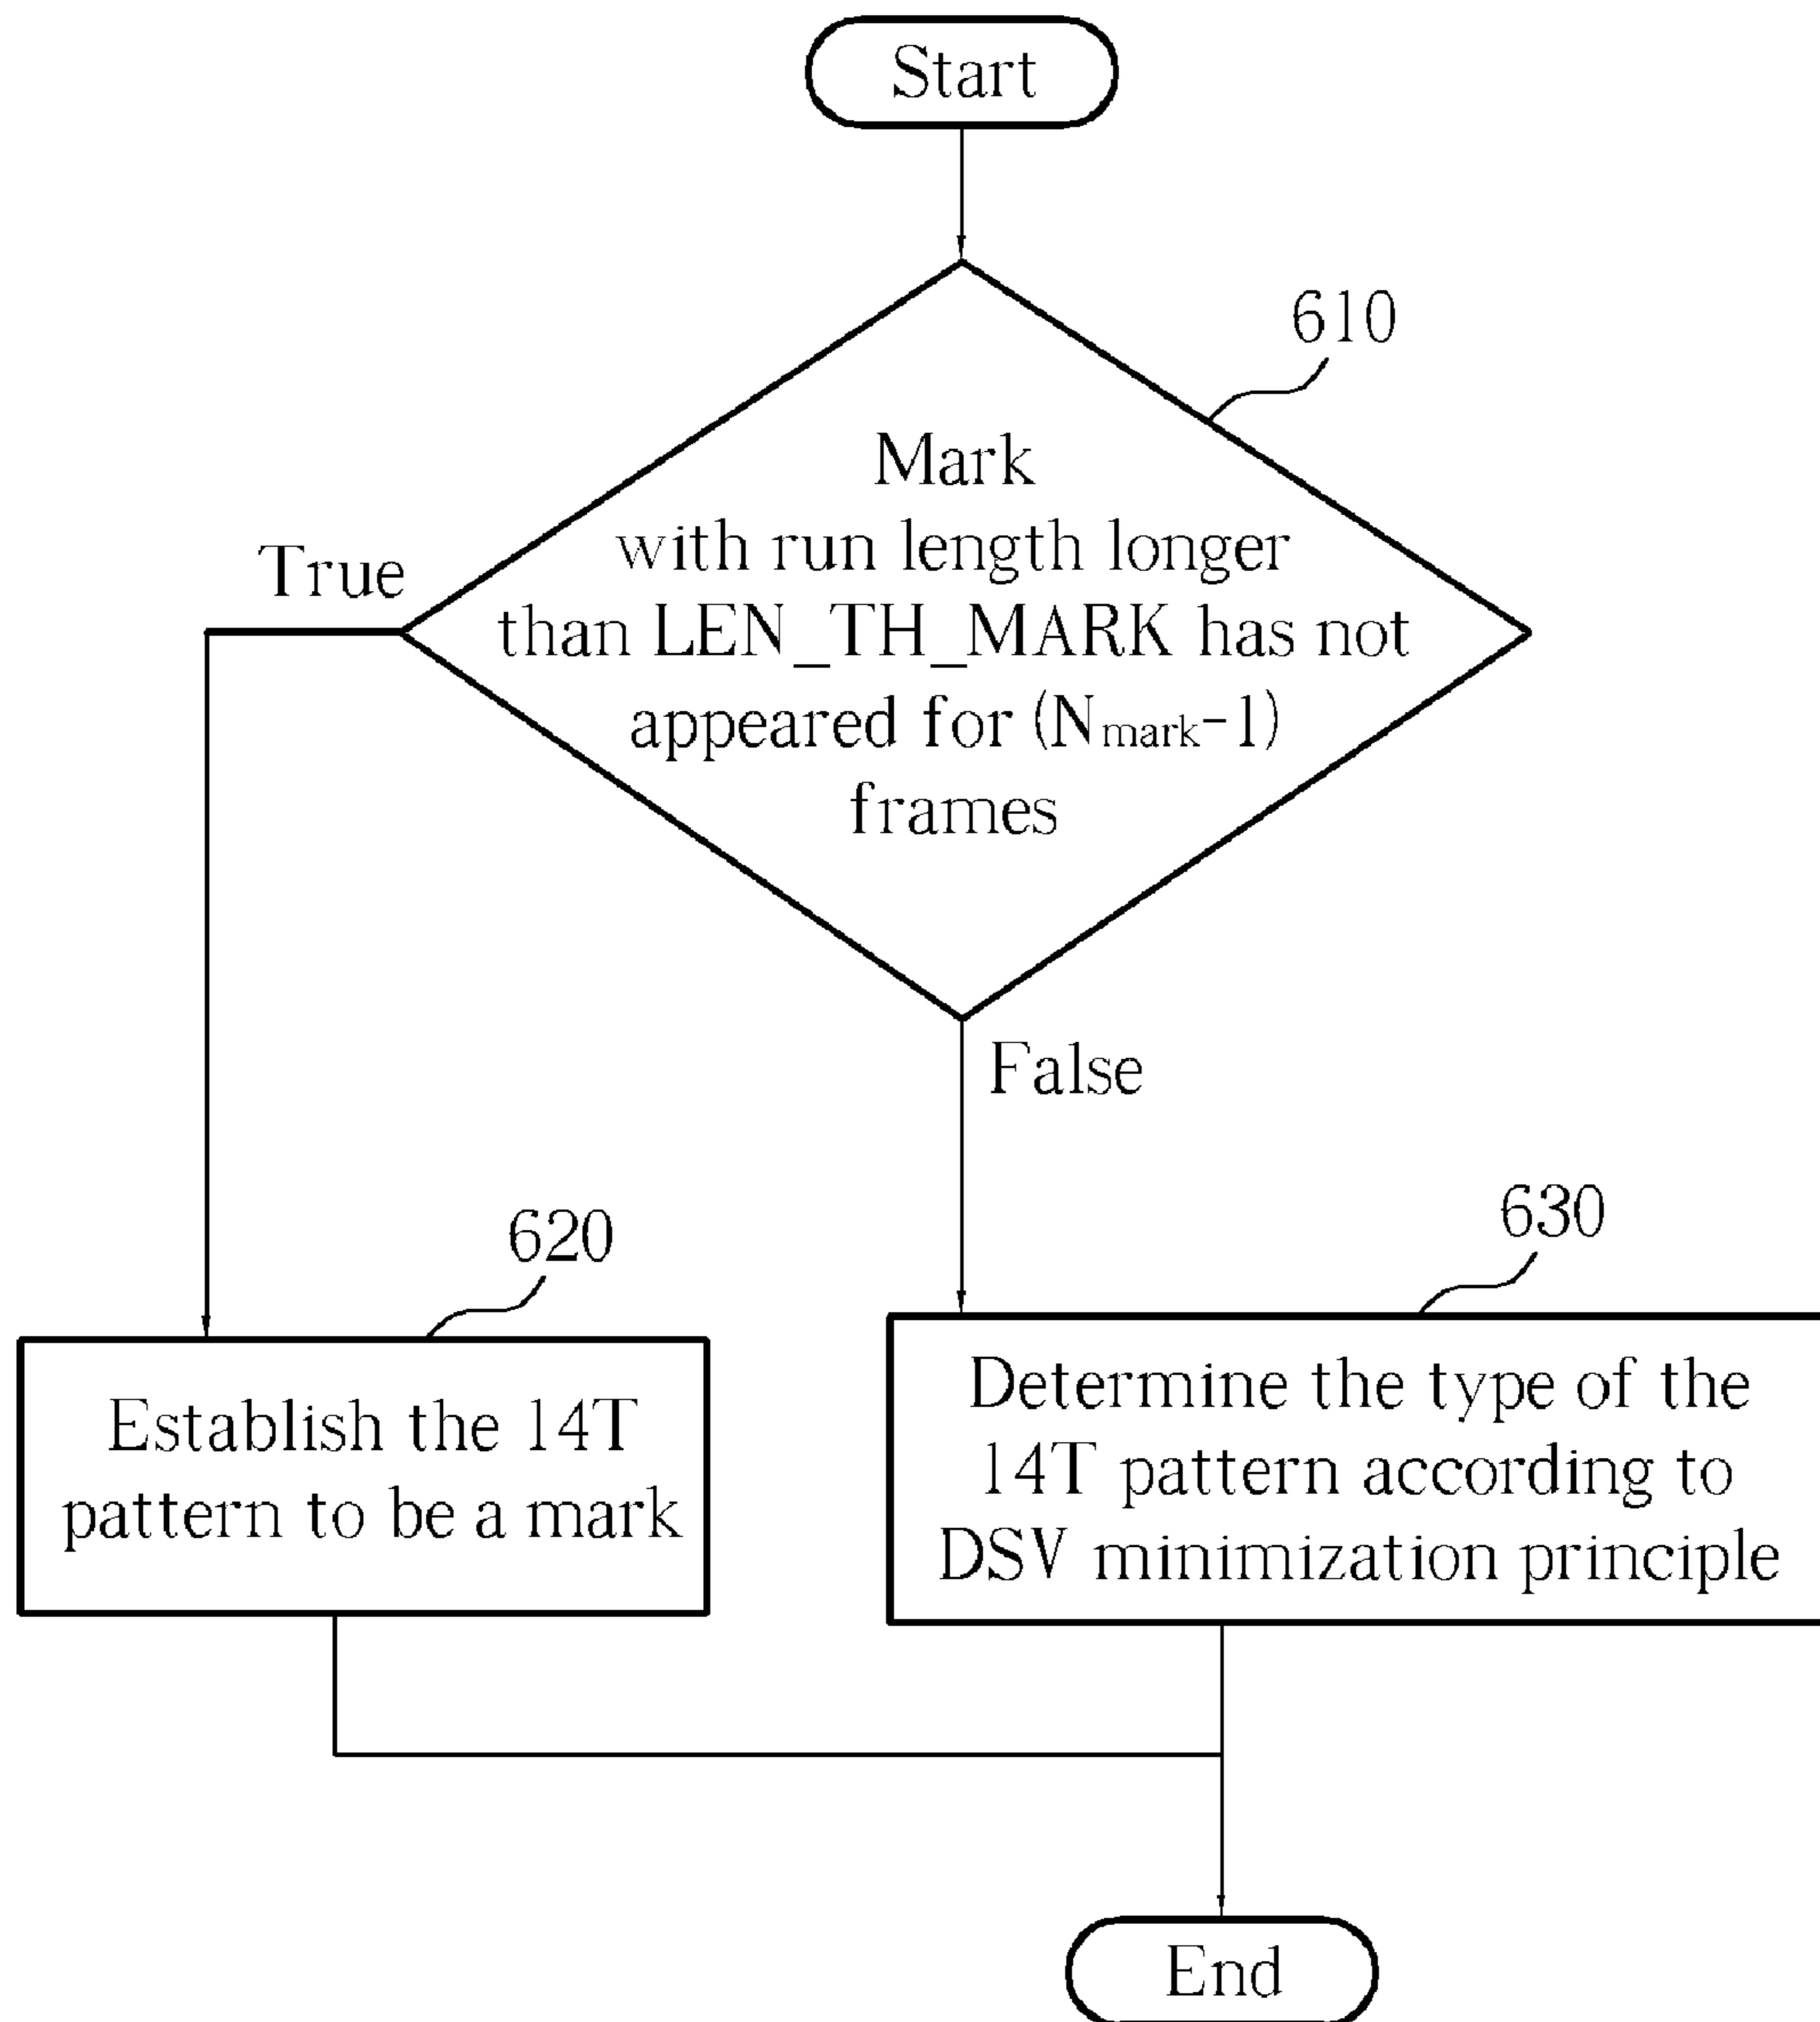 Start
610
Mark
with run length longer
than LEN_TH_MARK has not
appeared for (Nmark-1)
frames
True
False
620
Establish the 14T
pattern to be a mark
630
Determine the type of the
14T pattern according to
DSV minimization principle
End